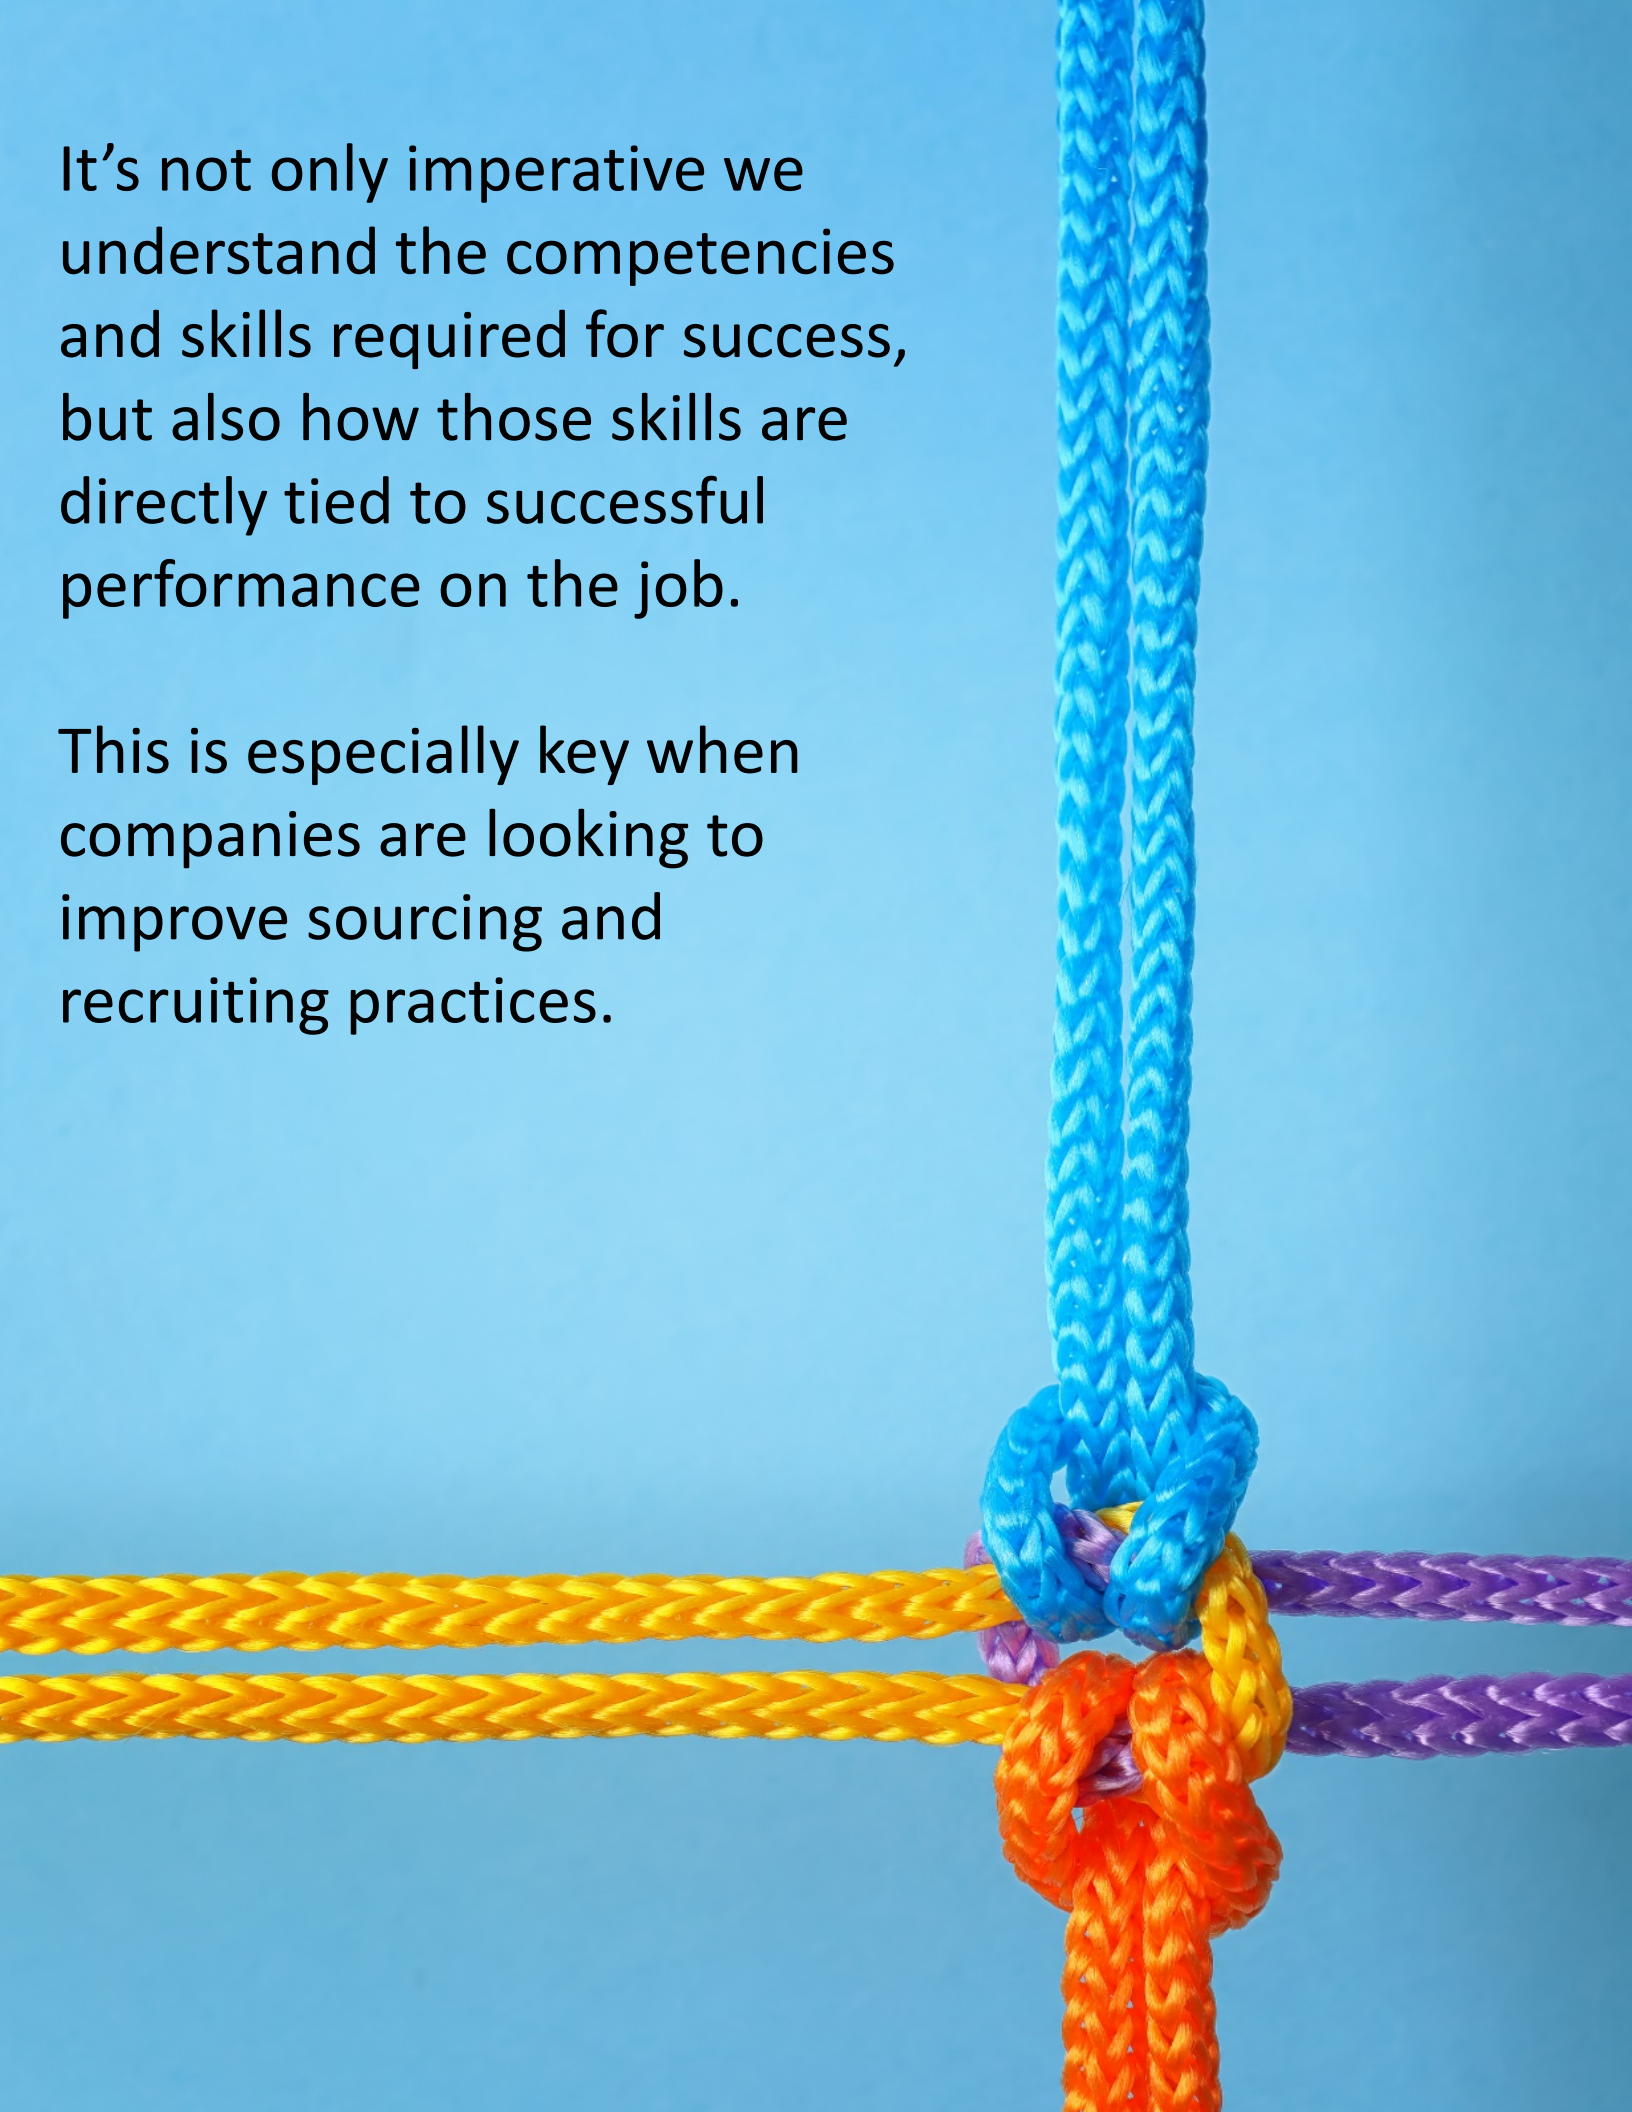 It’s not only imperative we
understand the competencies
and skills required for success,
but also how those skills are
directly tied to successful
performance on the job.
This is especially key when
companies are looking to
improve sourcing and
recruiting practices.